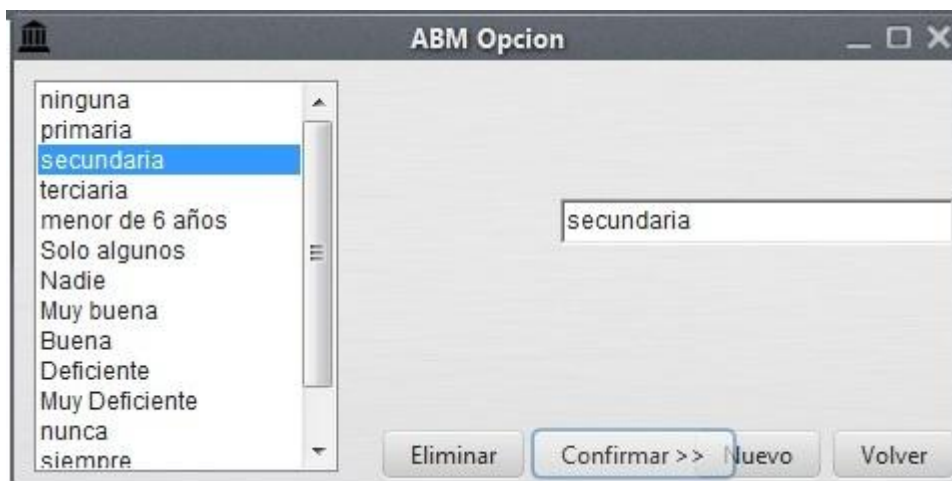 ABM Opcion
ninguna
primaria
secundaria
terciaria
menor de 6 años
Solo algunos
Nadie
Muy buena
Buena
Deficiente
Muy Deficiente
nunca
siempre
secundaria
Eliminar
Confirmar >>
Nuevo
Volver